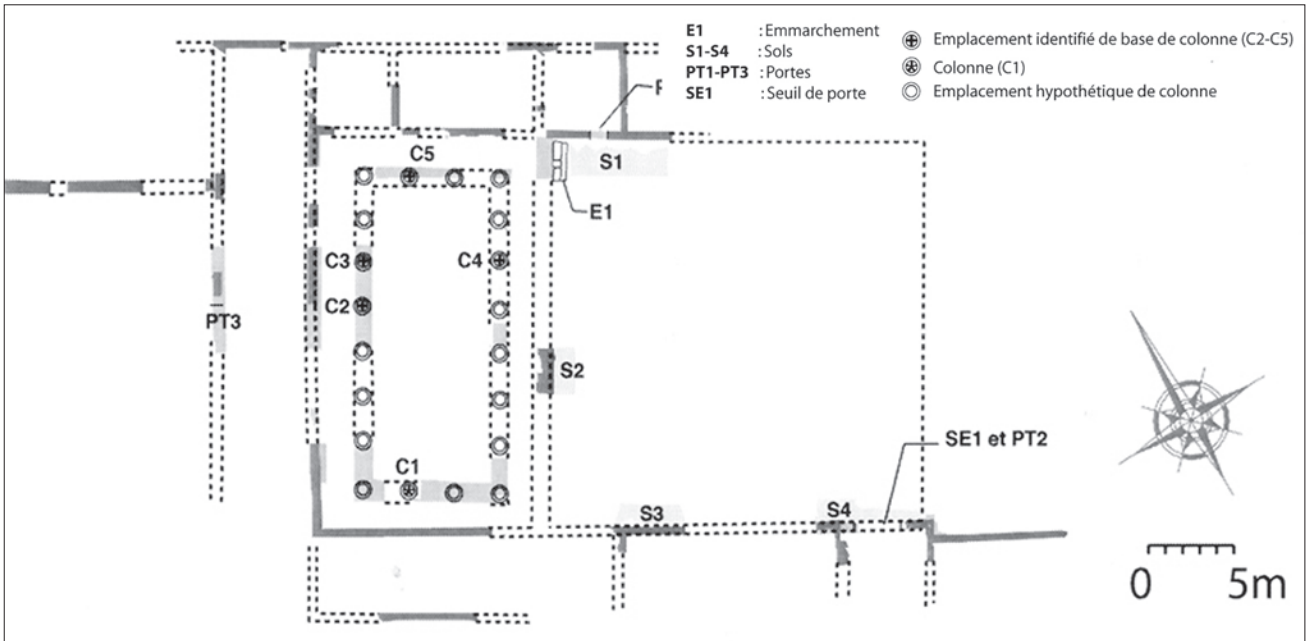 E1 : Emmarchement
S1-S4 : Sols
PT1-PT3 : Portes
SE1 : Seuil de porte
Emplacement identifié de base de colonne (C2-C5)
Colonne (C1)
Emplacement hypothétique de colonne
C5
S1
E1
C3
C4
C2
PT3
S2
SE1 et PT2
C1
S3
S4
0 5m